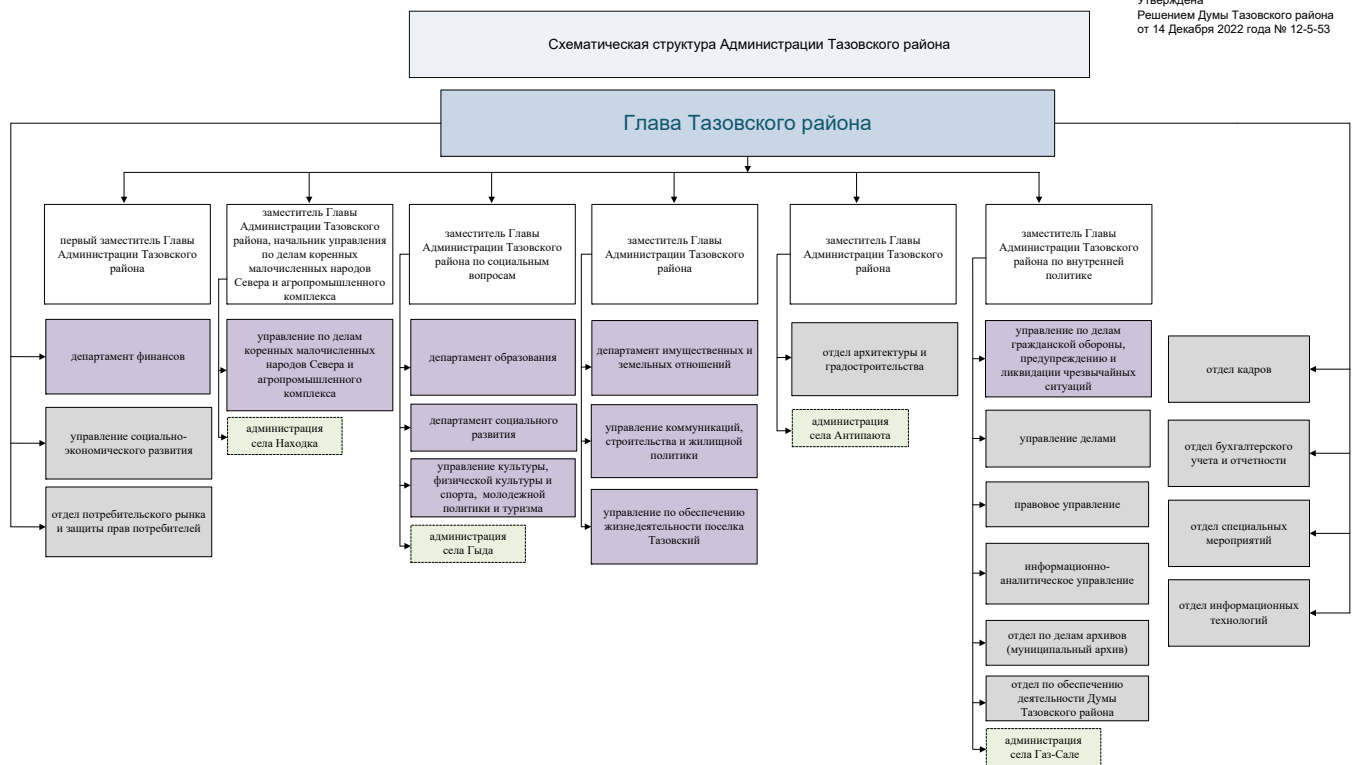 Утверждена
Решением Думы Тазовского района
от 14 Декабря 2022 года № 12-5-53
Схематическая структура Администрации Тазовского района
Глава Тазовского района
первый заместитель Главы
Администрации Тазовского
района
заместитель Главы
Администрации Тазовского
района, начальник управления
по делам коренных
малочисленных народов
Севера и агропромышленного
комплекса
заместитель Главы
Администрации Тазовского
района по социальным
вопросам
заместитель Главы
Администрации Тазовского
района
заместитель Главы
Администрации Тазовского
района
заместитель Главы
Администрации Тазовского
района по внутренней
политике
департамент финансов
управление социально-
экономического развития
отдел потребительского рынка
и защиты прав потребителей
управление по делам
коренных малочисленных
народов Севера и
агропромышленного
комплекса
администрация
села Находка
департамент образования
департамент социального
развития
управление культуры,
физической культуры и
спорта, молодежной
политики и туризма
администрация
села Гыда
департамент имущественных и
земельных отношений
управление коммуникаций,
строительства и жилищной
политики
управление по обеспечению
жизнедеятельности поселка
Тазовский
отдел архитектуры и
градостроительства
администрация
села Антипаюта
управление по делам
гражданской обороны,
предупреждению и
ликвидации чрезвычайных
ситуаций
управление делами
правовое управление
информационно-
аналитическое управление
отдел по делам архивов
(муниципальный архив)
отдел по обеспечению
деятельности Думы
Тазовского района
администрация
села Газ-Сале
отдел кадров
отдел бухгалтерского
учета и отчетности
отдел специальных
мероприятий
отдел информационных
технологий